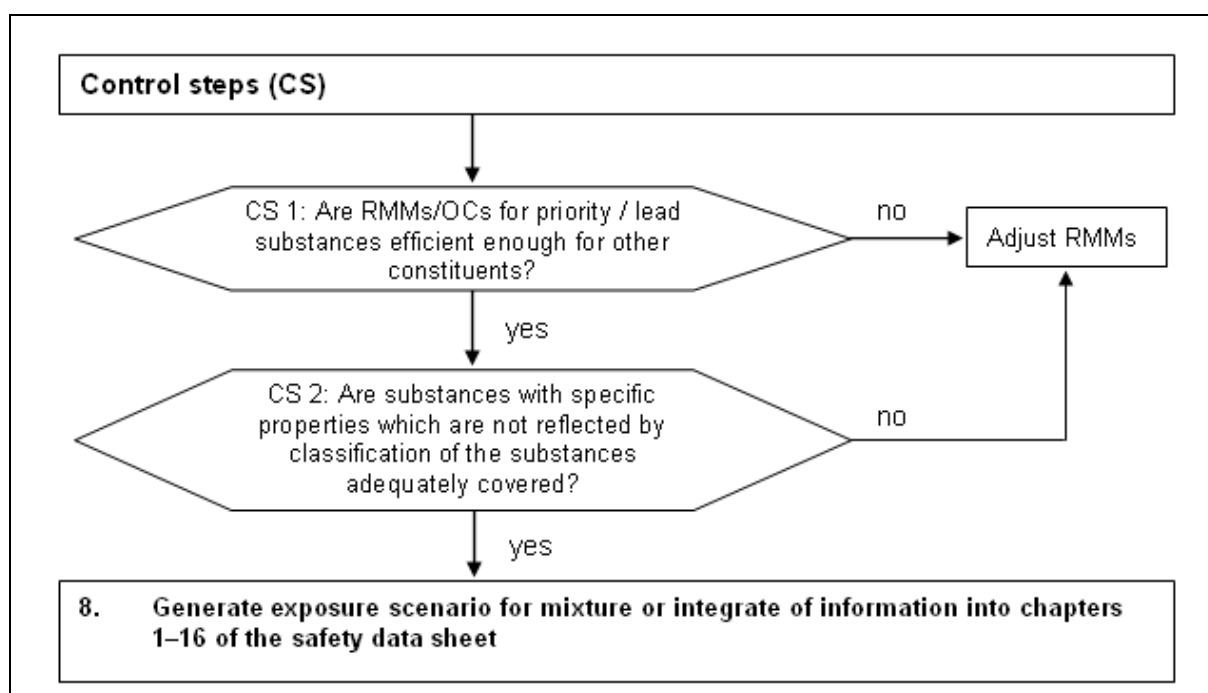 Control steps (CS)
CS 1: Are RMMs/OCs for priority / lead
substances efficient enough for other
constituents?
no
Adjust RMMs
yes
CS 2: Are substances with specific
properties which are not reflected by
classification of the substances
adequately covered?
no
yes
8. Generate exposure scenario for mixture or integrate of information into chapters
1–16 of the safety data sheet